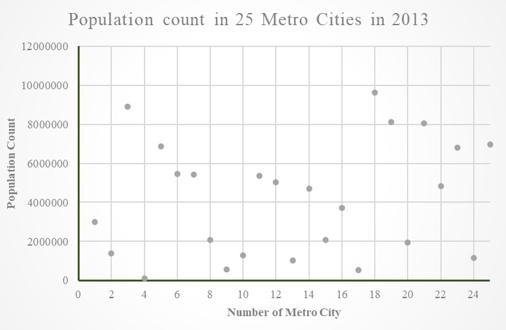 Population count in 25 Metro Cities in 2013
12000000
10000000
8000000
6000000
4000000
2000000
0
Population Count
0 2 4 6 8 10 12 14 16 18 20 22 24
Number of Metro City